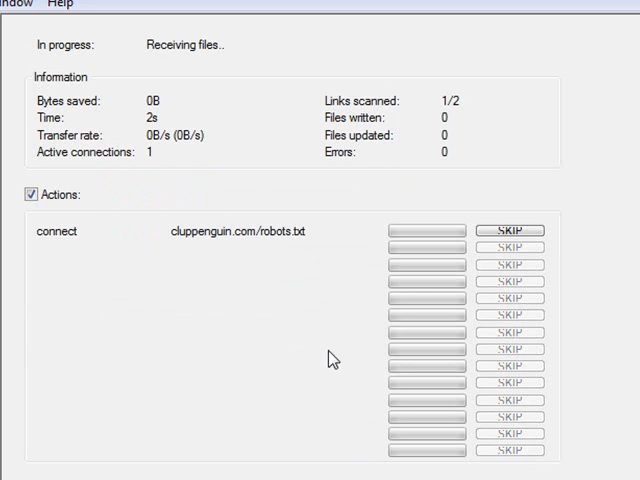 indow Help
In progress: Receiving files..
Information
Bytes saved: 0B Links scanned: 1/2
Time: 2s Files written: 0
Transfer rate: 0B/s (0B/s) Files updated: 0
Active connections: 1 Errors: 0
Actions:
connect cluppenguin.com/robots.txt SKIP
SKIP
SKIP
SKIP
SKIP
SKIP
SKIP
SKIP
SKIP
SKIP
SKIP
SKIP
SKIP
SKIP